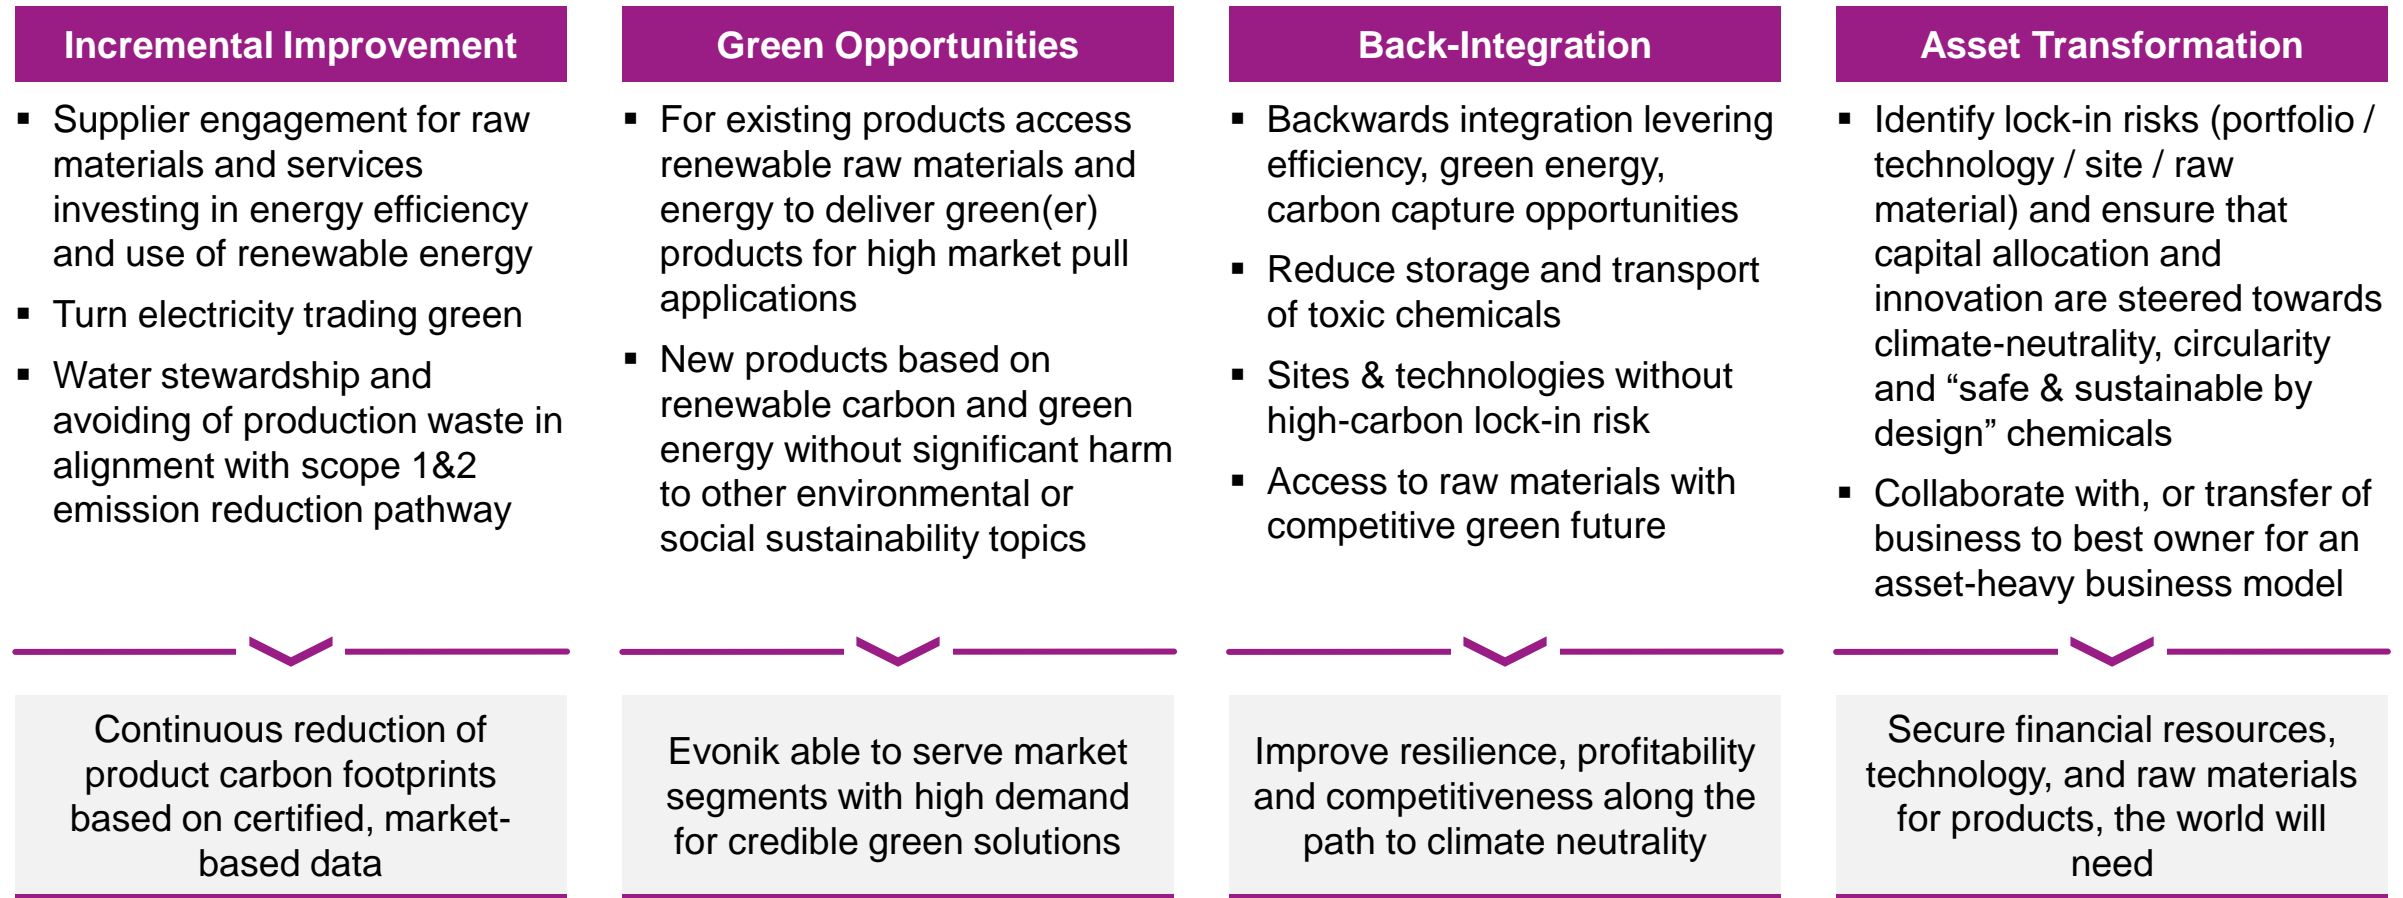 Incremental Improvement
▪ Supplier engagement for raw
materials and services
investing in energy efficiency
and use of renewable energy
▪ Turn electricity trading green
▪ Water stewardship and
avoiding of production waste in
alignment with scope 1&2
emission reduction pathway
Continuous reduction of
product carbon footprints
based on certified, market-
based data
Green Opportunities
▪ For existing products access
renewable raw materials and
energy to deliver green(er)
products for high market pull
applications
▪ New products based on
renewable carbon and green
energy without significant harm
to other environmental or
social sustainability topics
Evonik able to serve market
segments with high demand
for credible green solutions
Back-Integration
▪ Backwards integration levering
efficiency, green energy,
carbon capture opportunities
▪ Reduce storage and transport
of toxic chemicals
▪ Sites & technologies without
high-carbon lock-in risk
▪ Access to raw materials with
competitive green future
Improve resilience, profitability
and competitiveness along the
path to climate neutrality
Asset Transformation
▪ Identify lock-in risks (portfolio /
technology / site / raw
material) and ensure that
capital allocation and
innovation are steered towards
climate-neutrality, circularity
and “safe & sustainable by
design” chemicals
▪ Collaborate with, or transfer of
business to best owner for an
asset-heavy business model
Secure financial resources,
technology, and raw materials
for products, the world will
need